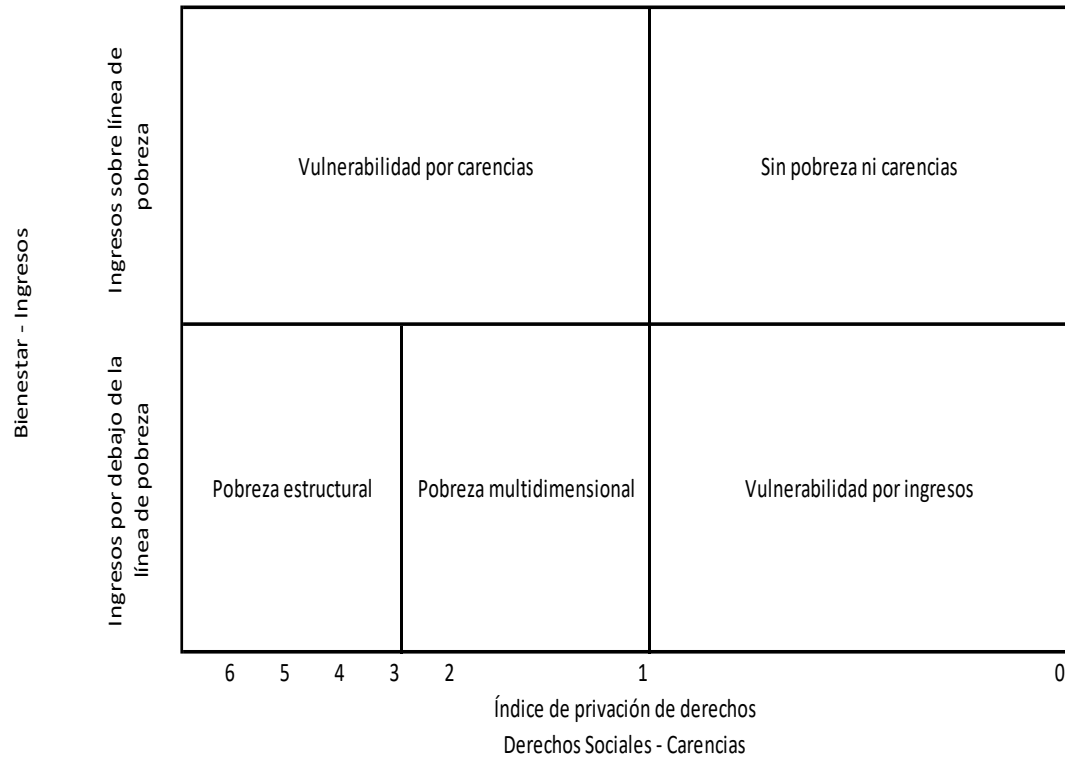 Bienestar - Ingresos
Ingresos sobre línea de
pobreza
Vulnerabilidad por carencias
Sin pobreza ni carencias
Ingresos por debajo de la
línea de pobreza
Pobreza estructural
Pobreza multidimensional
Vulnerabilidad por ingresos
6 5 4 3 2 1 0
Índice de privación de derechos
Derechos Sociales - Carencias